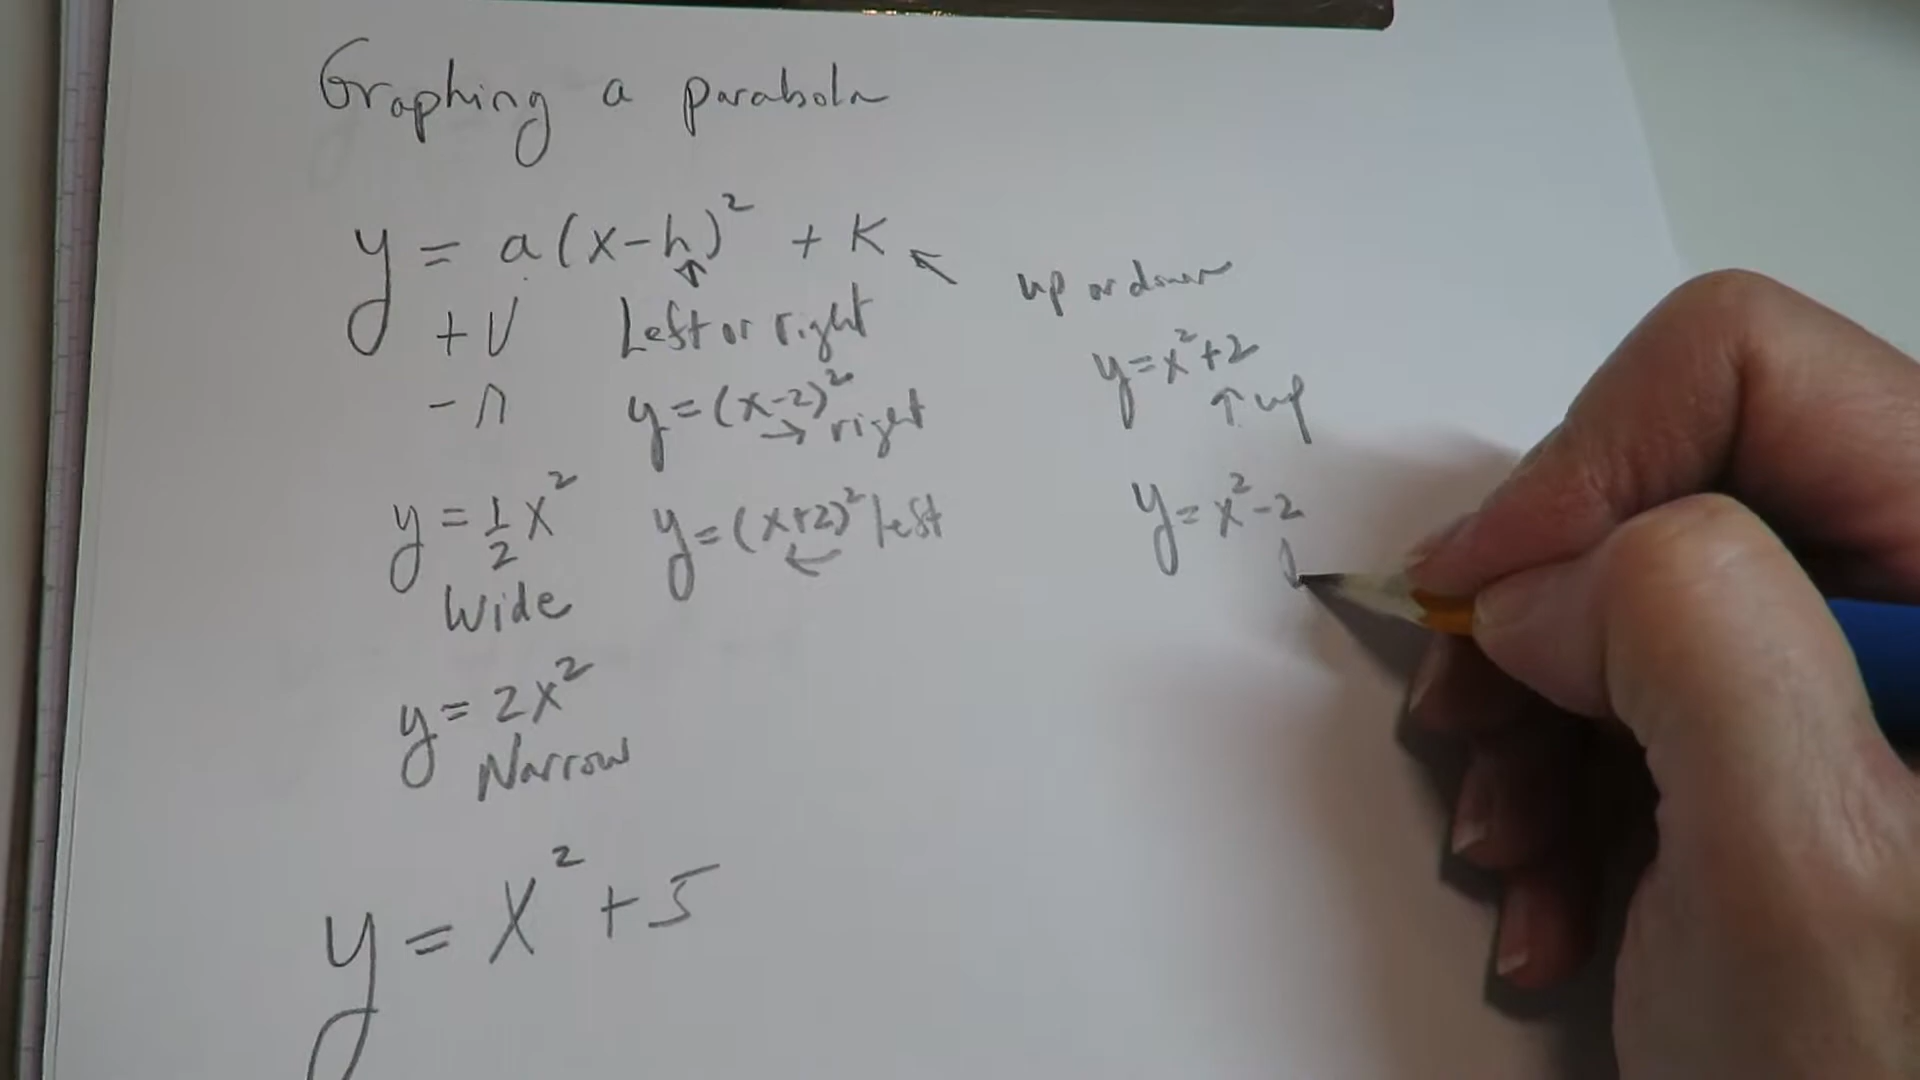 Graphing a parabola
y = a(x-h)² + K
up or down
+ V Left or right
- ∩ y=(x-2)² → right
y=x²+2
↑ up
y = ½x² y=(x+2)² left
←
Wide
y=x²-2
y = 2x²
Narrow
y = x² + 5